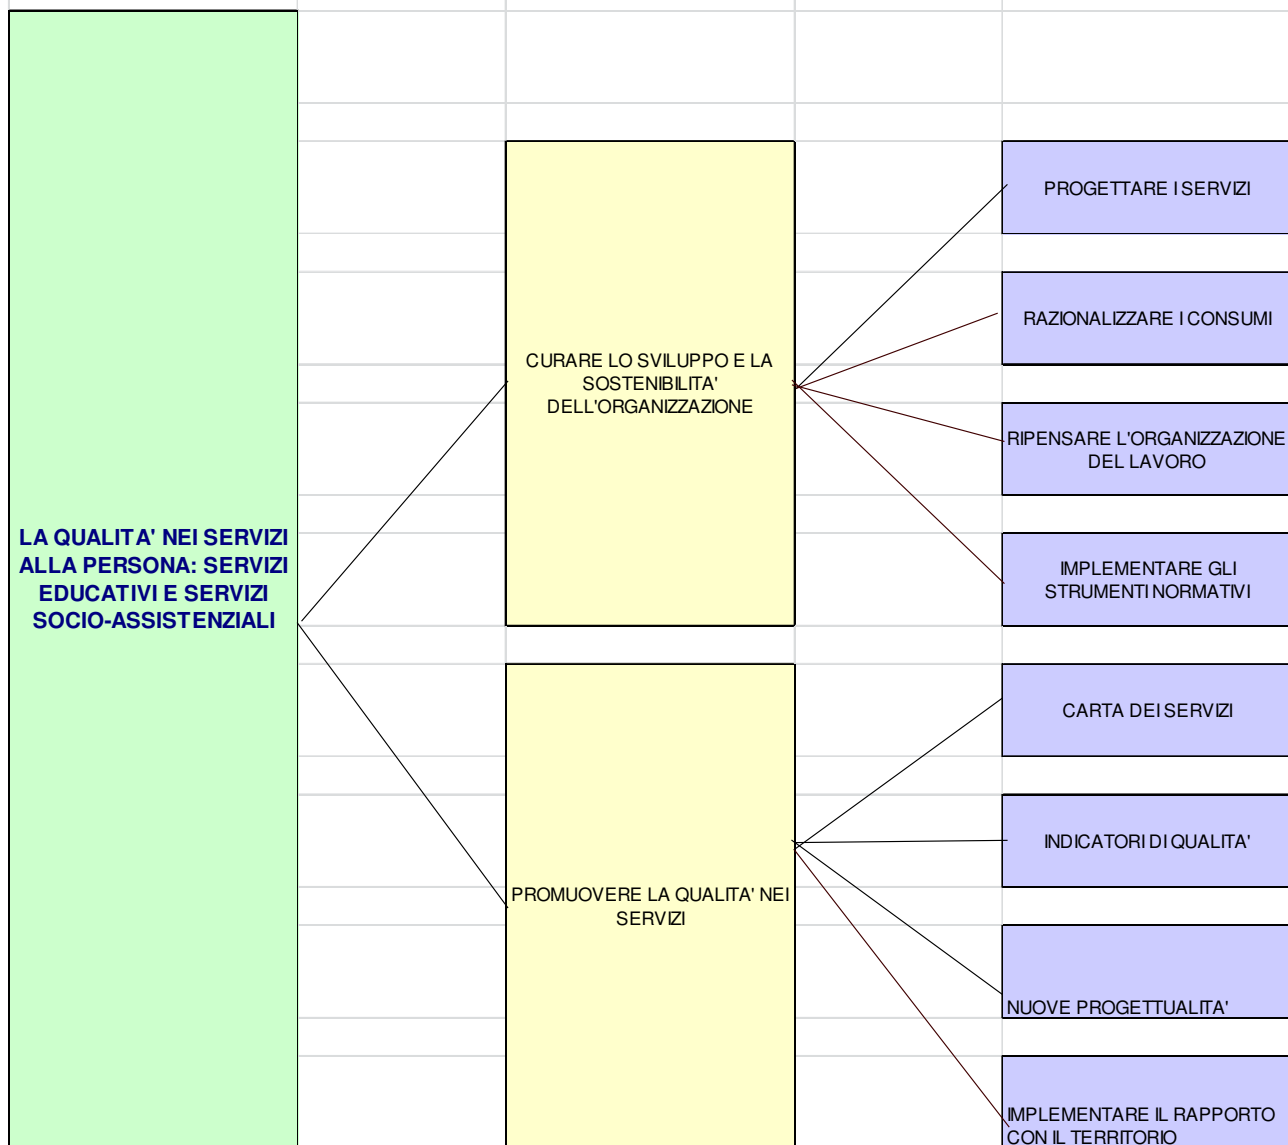 LA QUALITA' NEI SERVIZI
ALLA PERSONA: SERVIZI
EDUCATIVI E SERVIZI
SOCIO-ASSISTENZIALI
CURARE LO SVILUPPO E LA
SOSTENIBILITA'
DELL'ORGANIZZAZIONE
PROGETTARE I SERVIZI
RAZIONALIZZARE I CONSUMI
RIPENSARE L'ORGANIZZAZIONE
DEL LAVORO
IMPLEMENTARE GLI
STRUMENTI NORMATIVI
PROMUOVERE LA QUALITA' NEI
SERVIZI
CARTA DEI SERVIZI
INDICATORI DI QUALITA'
NUOVE PROGETTUALITA'
IMPLEMENTARE IL RAPPORTO
CON IL TERRITORIO